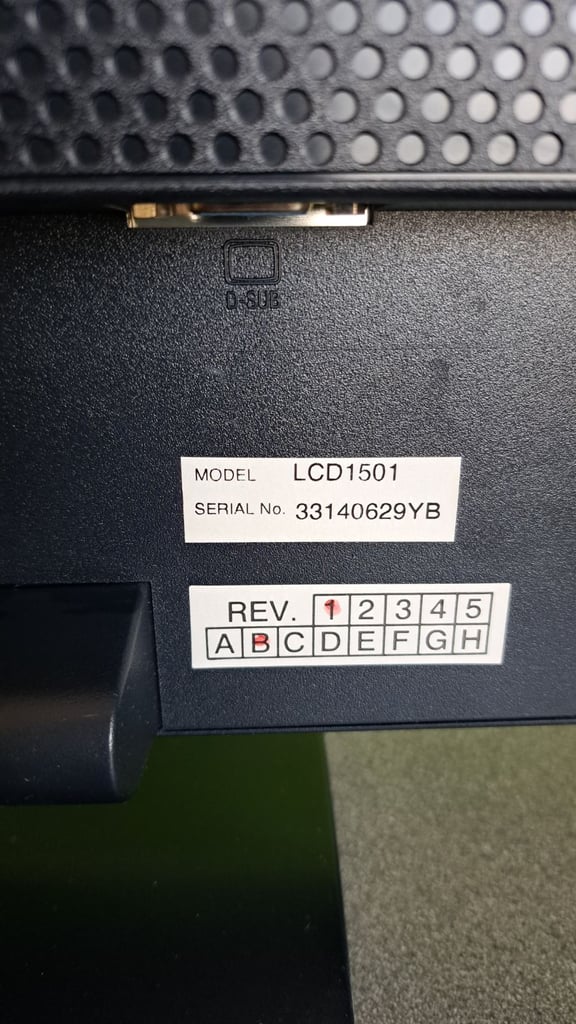 D-SUB
MODEL LCD1501
SERIAL No. 33140629YB
REV. 1 2 3 4 5
A B C D E F G H